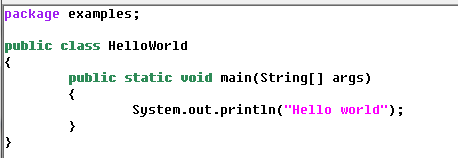 package examples;

public class HelloWorld
{
        public static void main(String[] args)
        {
                System.out.println("Hello world");
        }
}